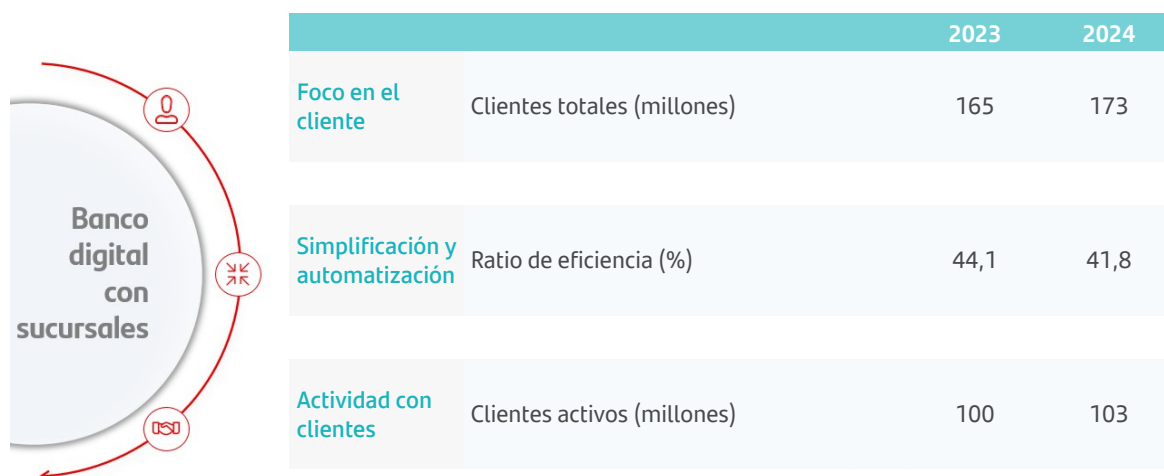 Banco
digital
con
sucursales
2023 2024
Foco en el
cliente
Clientes totales (millones) 165 173
Simplificación y
automatización
Ratio de eficiencia (%) 44,1 41,8
Actividad con
clientes
Clientes activos (millones) 100 103